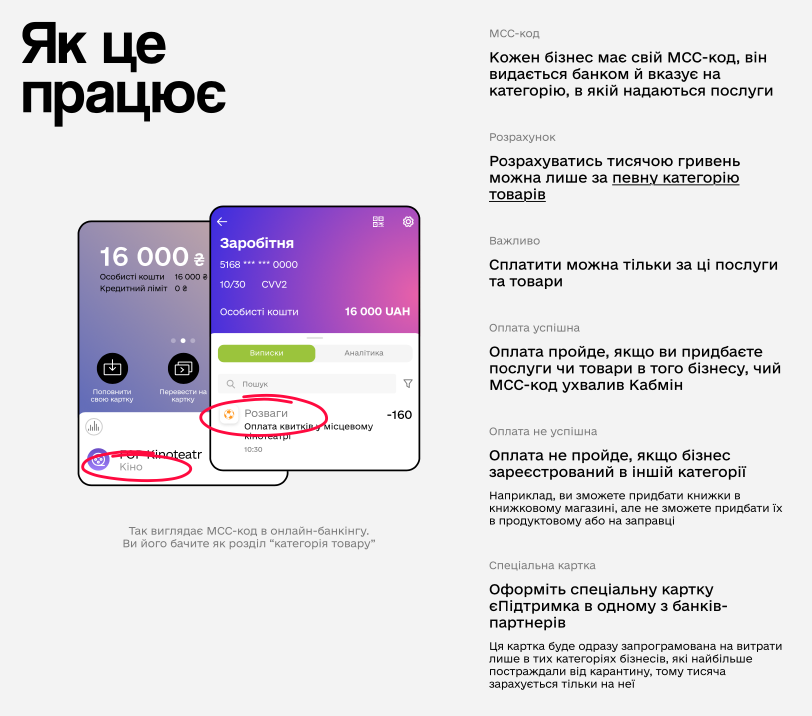 Як це
працює
16 000 ₴
Особисті кошти 16 000 ₴
Кредитний ліміт 0 ₴
Поповнити
свою картку
Перевести на
картку
FOP Kinoteatr
Кіно
Заробітня
5168 *** *** 0000
10/30 CVV2
Особисті кошти 16 000 UAH
Виписки Аналітика
Пошук
Розваги -160
Оплата квитків у місцевому
кінотеатрі
10:30
Так виглядає МСС-код в онлайн-банкінгу.
Ви його бачите як розділ “категорія товару”
МСС-код
Кожен бізнес має свій МСС-код, він
видається банком й вказує на
категорію, в якій надаються послуги
Розрахунок
Розрахуватись тисячою гривень
можна лише за певну категорію
товарів
Важливо
Сплатити можна тільки за ці послуги
та товари
Оплата успішна
Оплата пройде, якщо ви придбаєте
послуги чи товари в того бізнесу, чий
МСС-код ухвалив Кабмін
Оплата не успішна
Оплата не пройде, якщо бізнес
зареєстрований в іншій категорії
Наприклад, ви зможете придбати книжки в
книжковому магазині, але не зможете придбати їх
в продуктовому або на заправці
Спеціальна картка
Оформіть спеціальну картку
єПідтримка в одному з банків-
партнерів
Ця картка буде одразу запрограмована на витрати
лише в тих категоріях бізнесів, які найбільше
постраждали від карантину, тому тисяча
зарахується тільки на неї